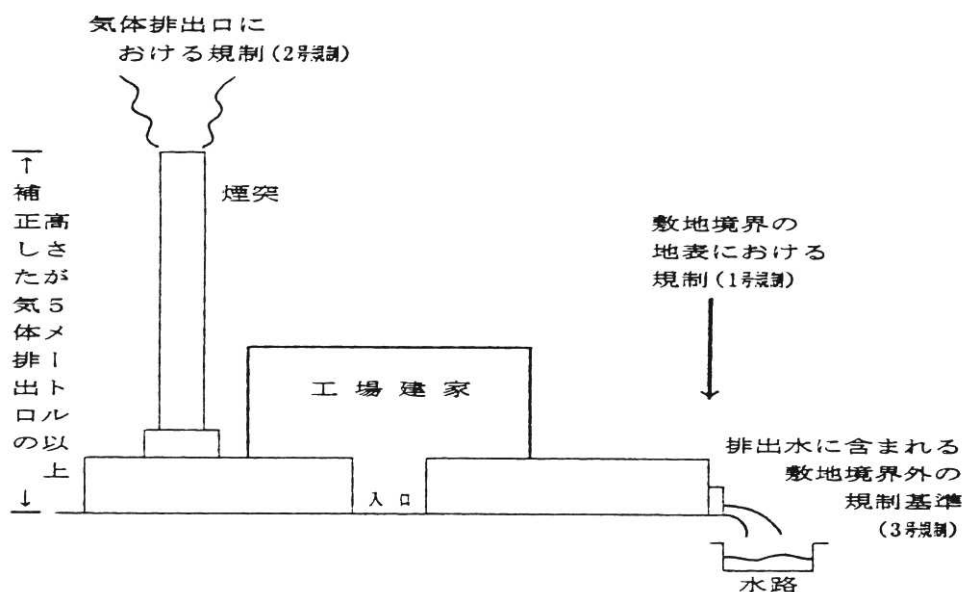 気体排出口に
おける規制(2号規制)
補正した気体排出口の
高さが5メートル以上
煙突
敷地境界の
地表における
規制(1号規制)
工場建家
入口
排出水に含まれる
敷地境界外の
規制基準
(3号規制)
水路